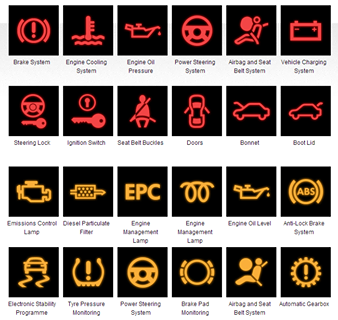 Brake System
Engine Cooling System
Engine Oil Pressure
Power Steering System
Airbag and Seat Belt System
Vehicle Charging System
Steering Lock
Ignition Switch
Seat Belt Buckles
Doors
Bonnet
Boot Lid
EPC
ABS
Emissions Control Lamp
Diesel Particulate Filter
Engine Management Lamp
Engine Management Lamp
Engine Oil Level
Anti-Lock Brake System
Electronic Stability Programme
Tyre Pressure Monitoring
Power Steering System
Brake Pad Monitoring
Airbag and Seat Belt System
Automatic Gearbox